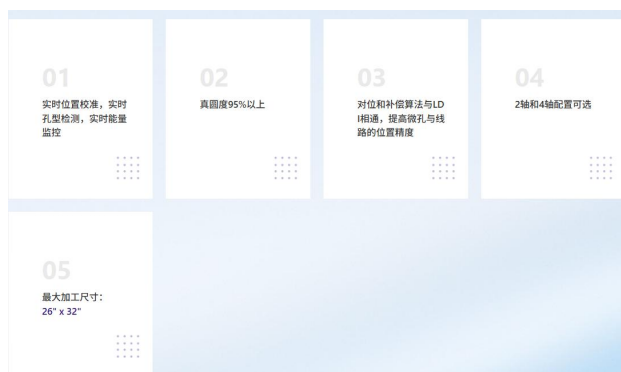 01
实时位置校准，实时
孔型检测，实时能量
监控
02
真圆度95%以上
03
对位和补偿算法与LD
I相通，提高微孔与线
路的位置精度
04
2轴和4轴配置可选
05
最大加工尺寸：
26" x 32"